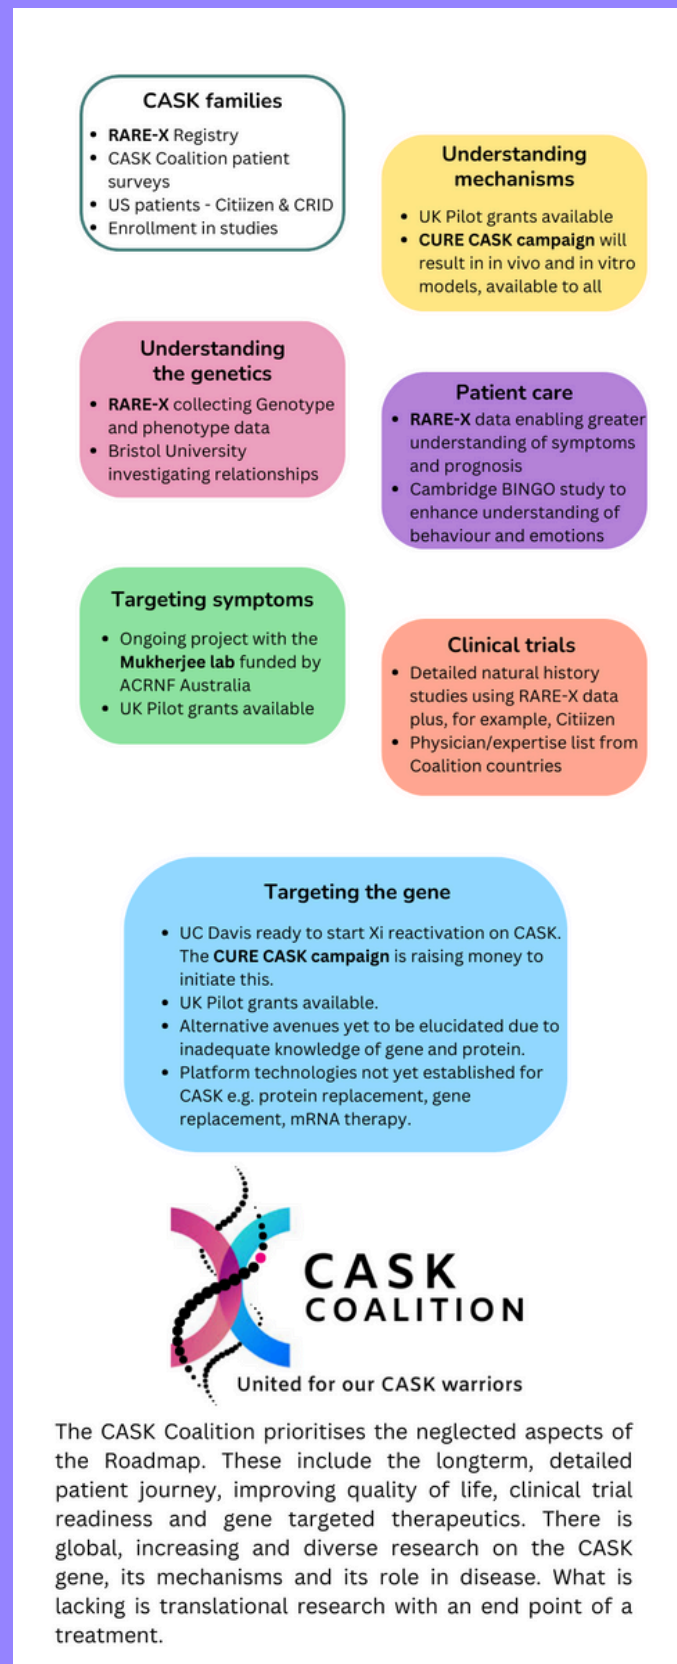 CASK families
• RARE-X Registry
• CASK Coalition patient
surveys
• US patients - Citiizen & CRID
• Enrollment in studies
Understanding
mechanisms
• UK Pilot grants available
• CURE CASK campaign will
result in in vivo and in vitro
models, available to all
Understanding
the genetics
• RARE-X collecting Genotype
and phenotype data
• Bristol University
investigating relationships
Patient care
• RARE-X data enabling greater
understanding of symptoms
and prognosis
• Cambridge BINGO study to
enhance understanding of
behaviour and emotions
Targeting symptoms
• Ongoing project with the
Mukherjee lab funded by
ACRNF Australia
• UK Pilot grants available
Clinical trials
• Detailed natural history
studies using RARE-X data
plus, for example, Citiizen
• Physician/expertise list from
Coalition countries
Targeting the gene
• UC Davis ready to start Xi reactivation on CASK.
The CURE CASK campaign is raising money to
initiate this.
• UK Pilot grants available.
• Alternative avenues yet to be elucidated due to
inadequate knowledge of gene and protein.
• Platform technologies not yet established for
CASK e.g. protein replacement, gene
replacement, mRNA therapy.
CASK
COALITION
United for our CASK warriors
The CASK Coalition prioritises the neglected aspects of
the Roadmap. These include the longterm, detailed
patient journey, improving quality of life, clinical trial
readiness and gene targeted therapeutics. There is
global, increasing and diverse research on the CASK
gene, its mechanisms and its role in disease. What is
lacking is translational research with an end point of a
treatment.